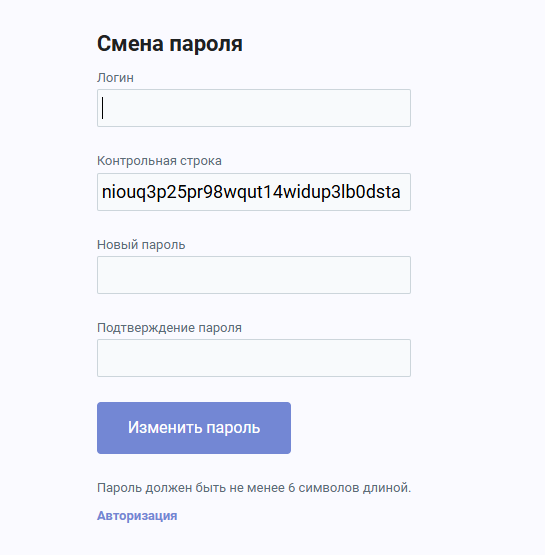 Смена пароля
Логин
Контрольная строка
niouq3p25pr98wqut14widup3lb0dsta
Новый пароль
Подтверждение пароля
Изменить пароль
Пароль должен быть не менее 6 символов длиной.
Авторизация